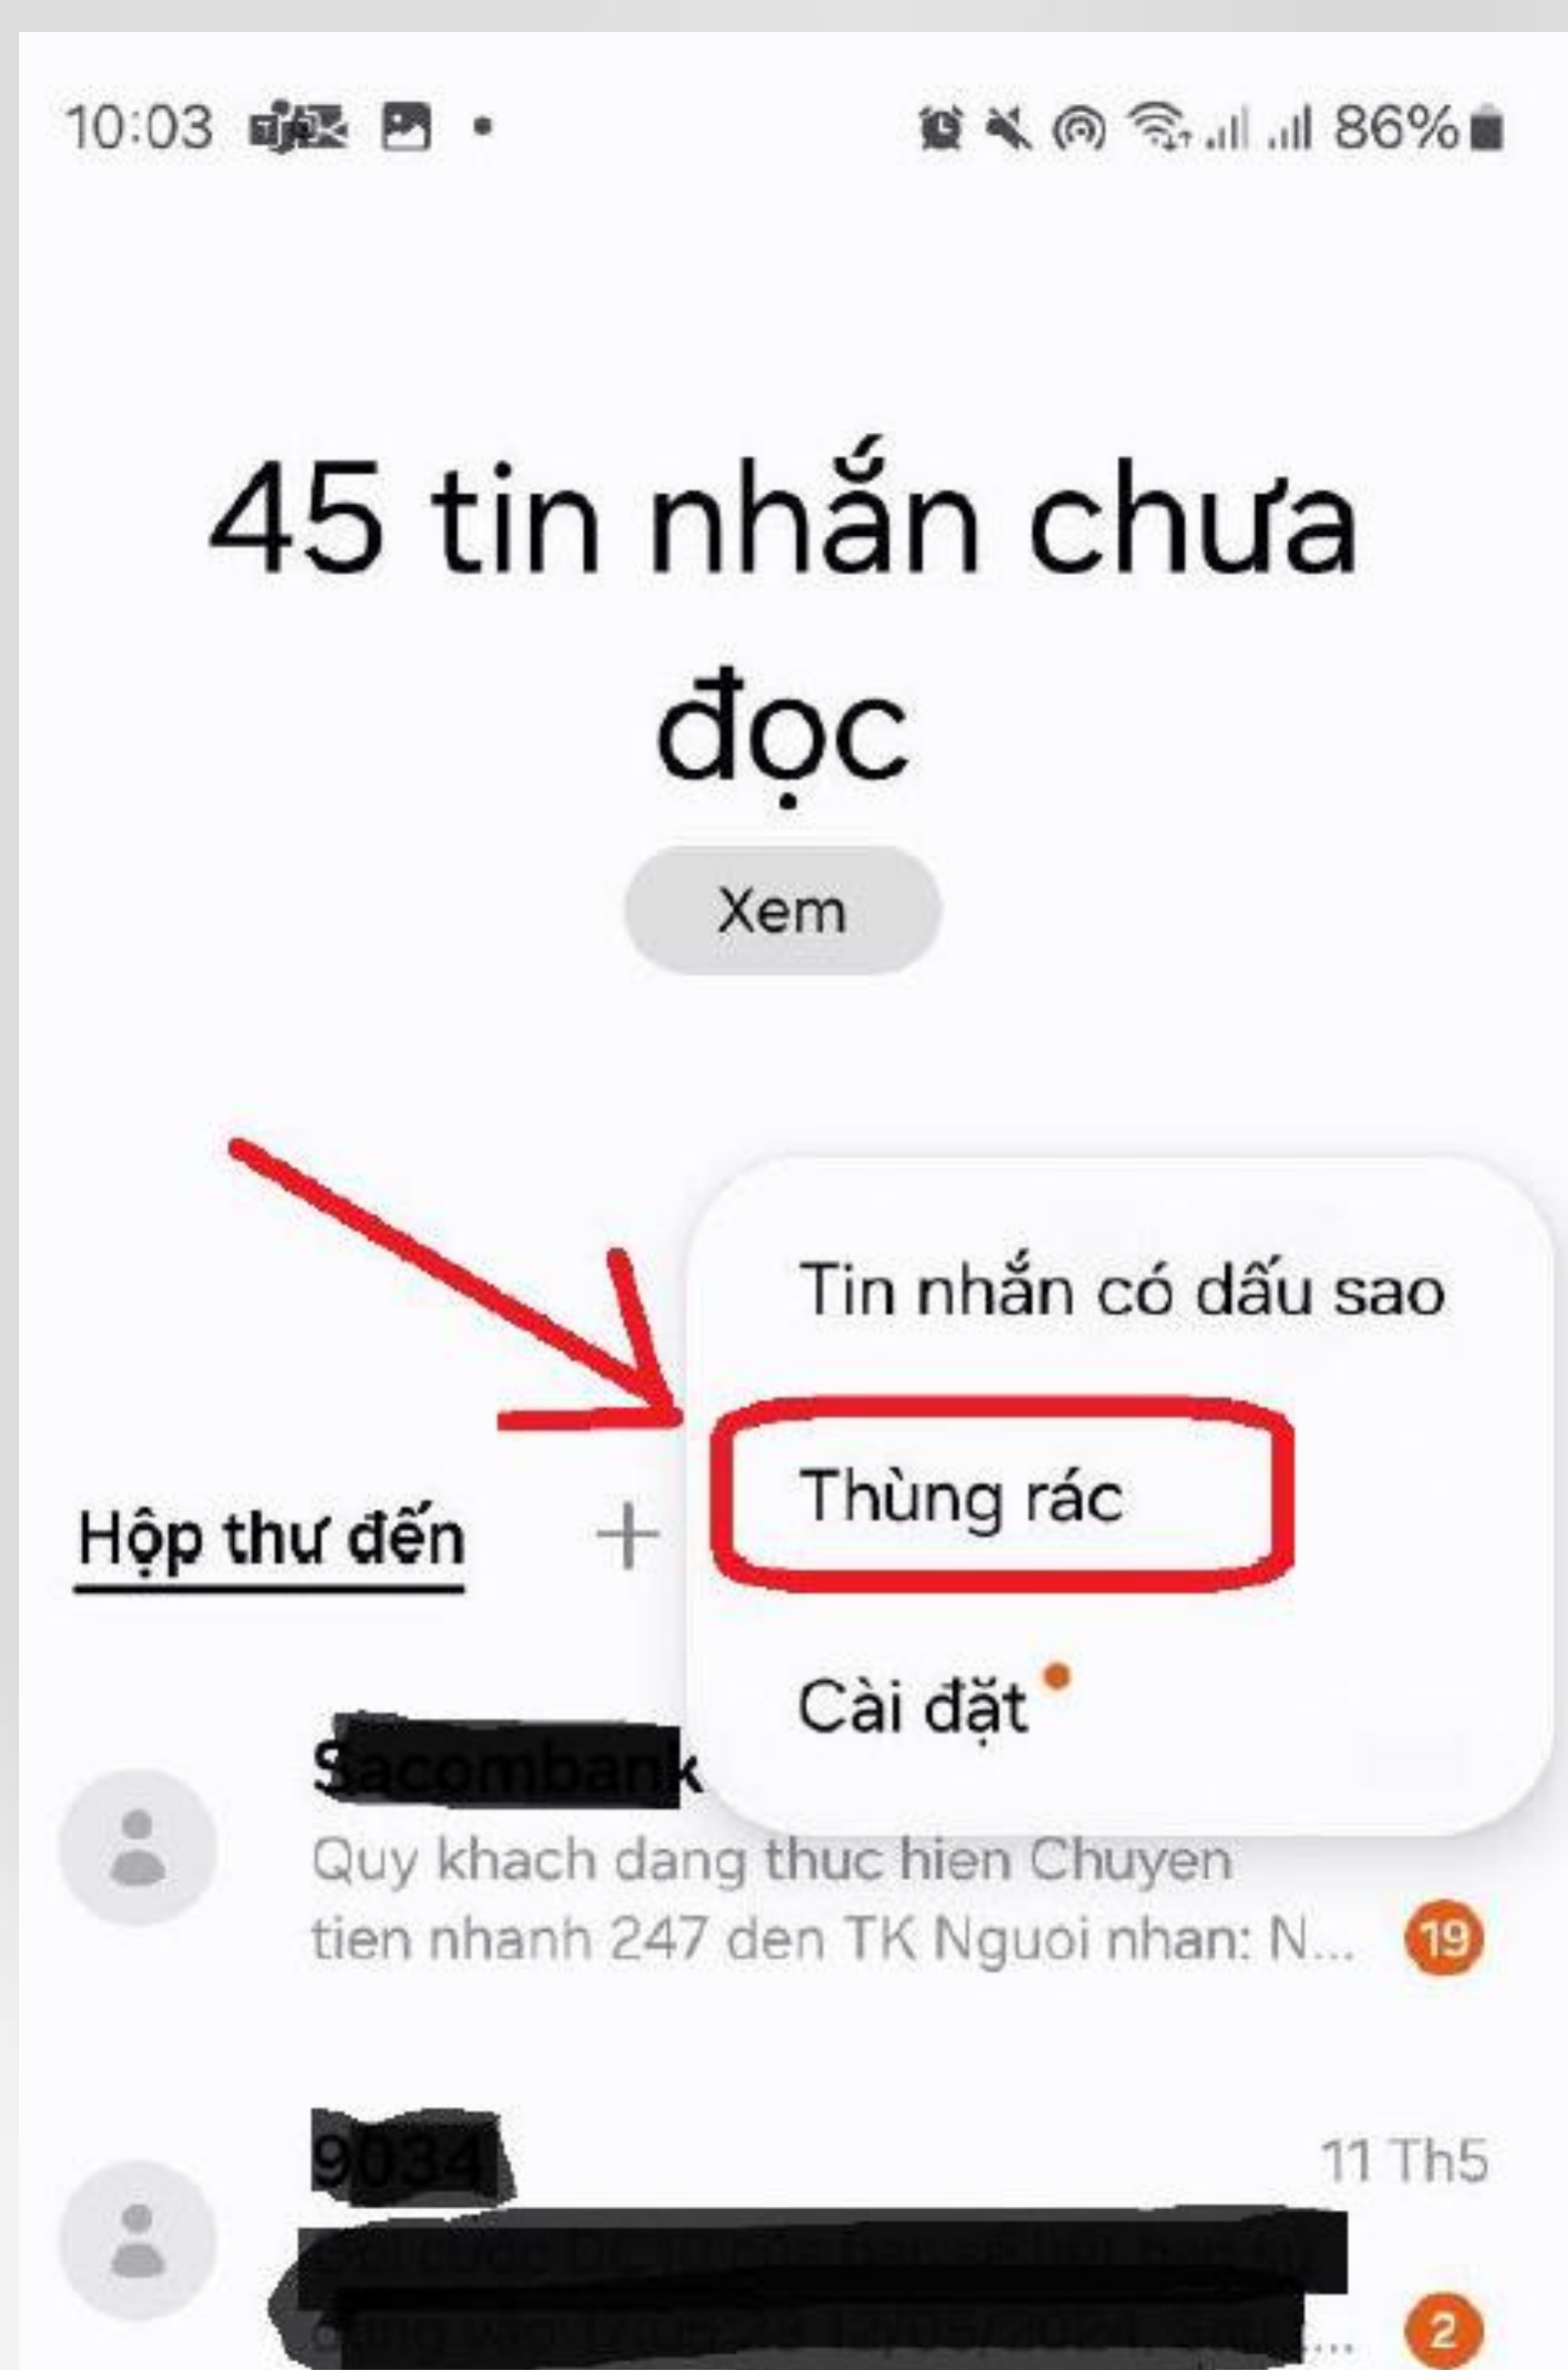 10:03
86%
45 tin nhắn chưa
đọc
Xem
Tin nhắn có dấu sao
Thùng rác
Hộp thư đến +
Cài đặt
Sacombank
Quy khach dang thuc hien Chuyen
tien nhanh 247 den TK Nguoi nhan: N...
19
9034
11 Th5
2